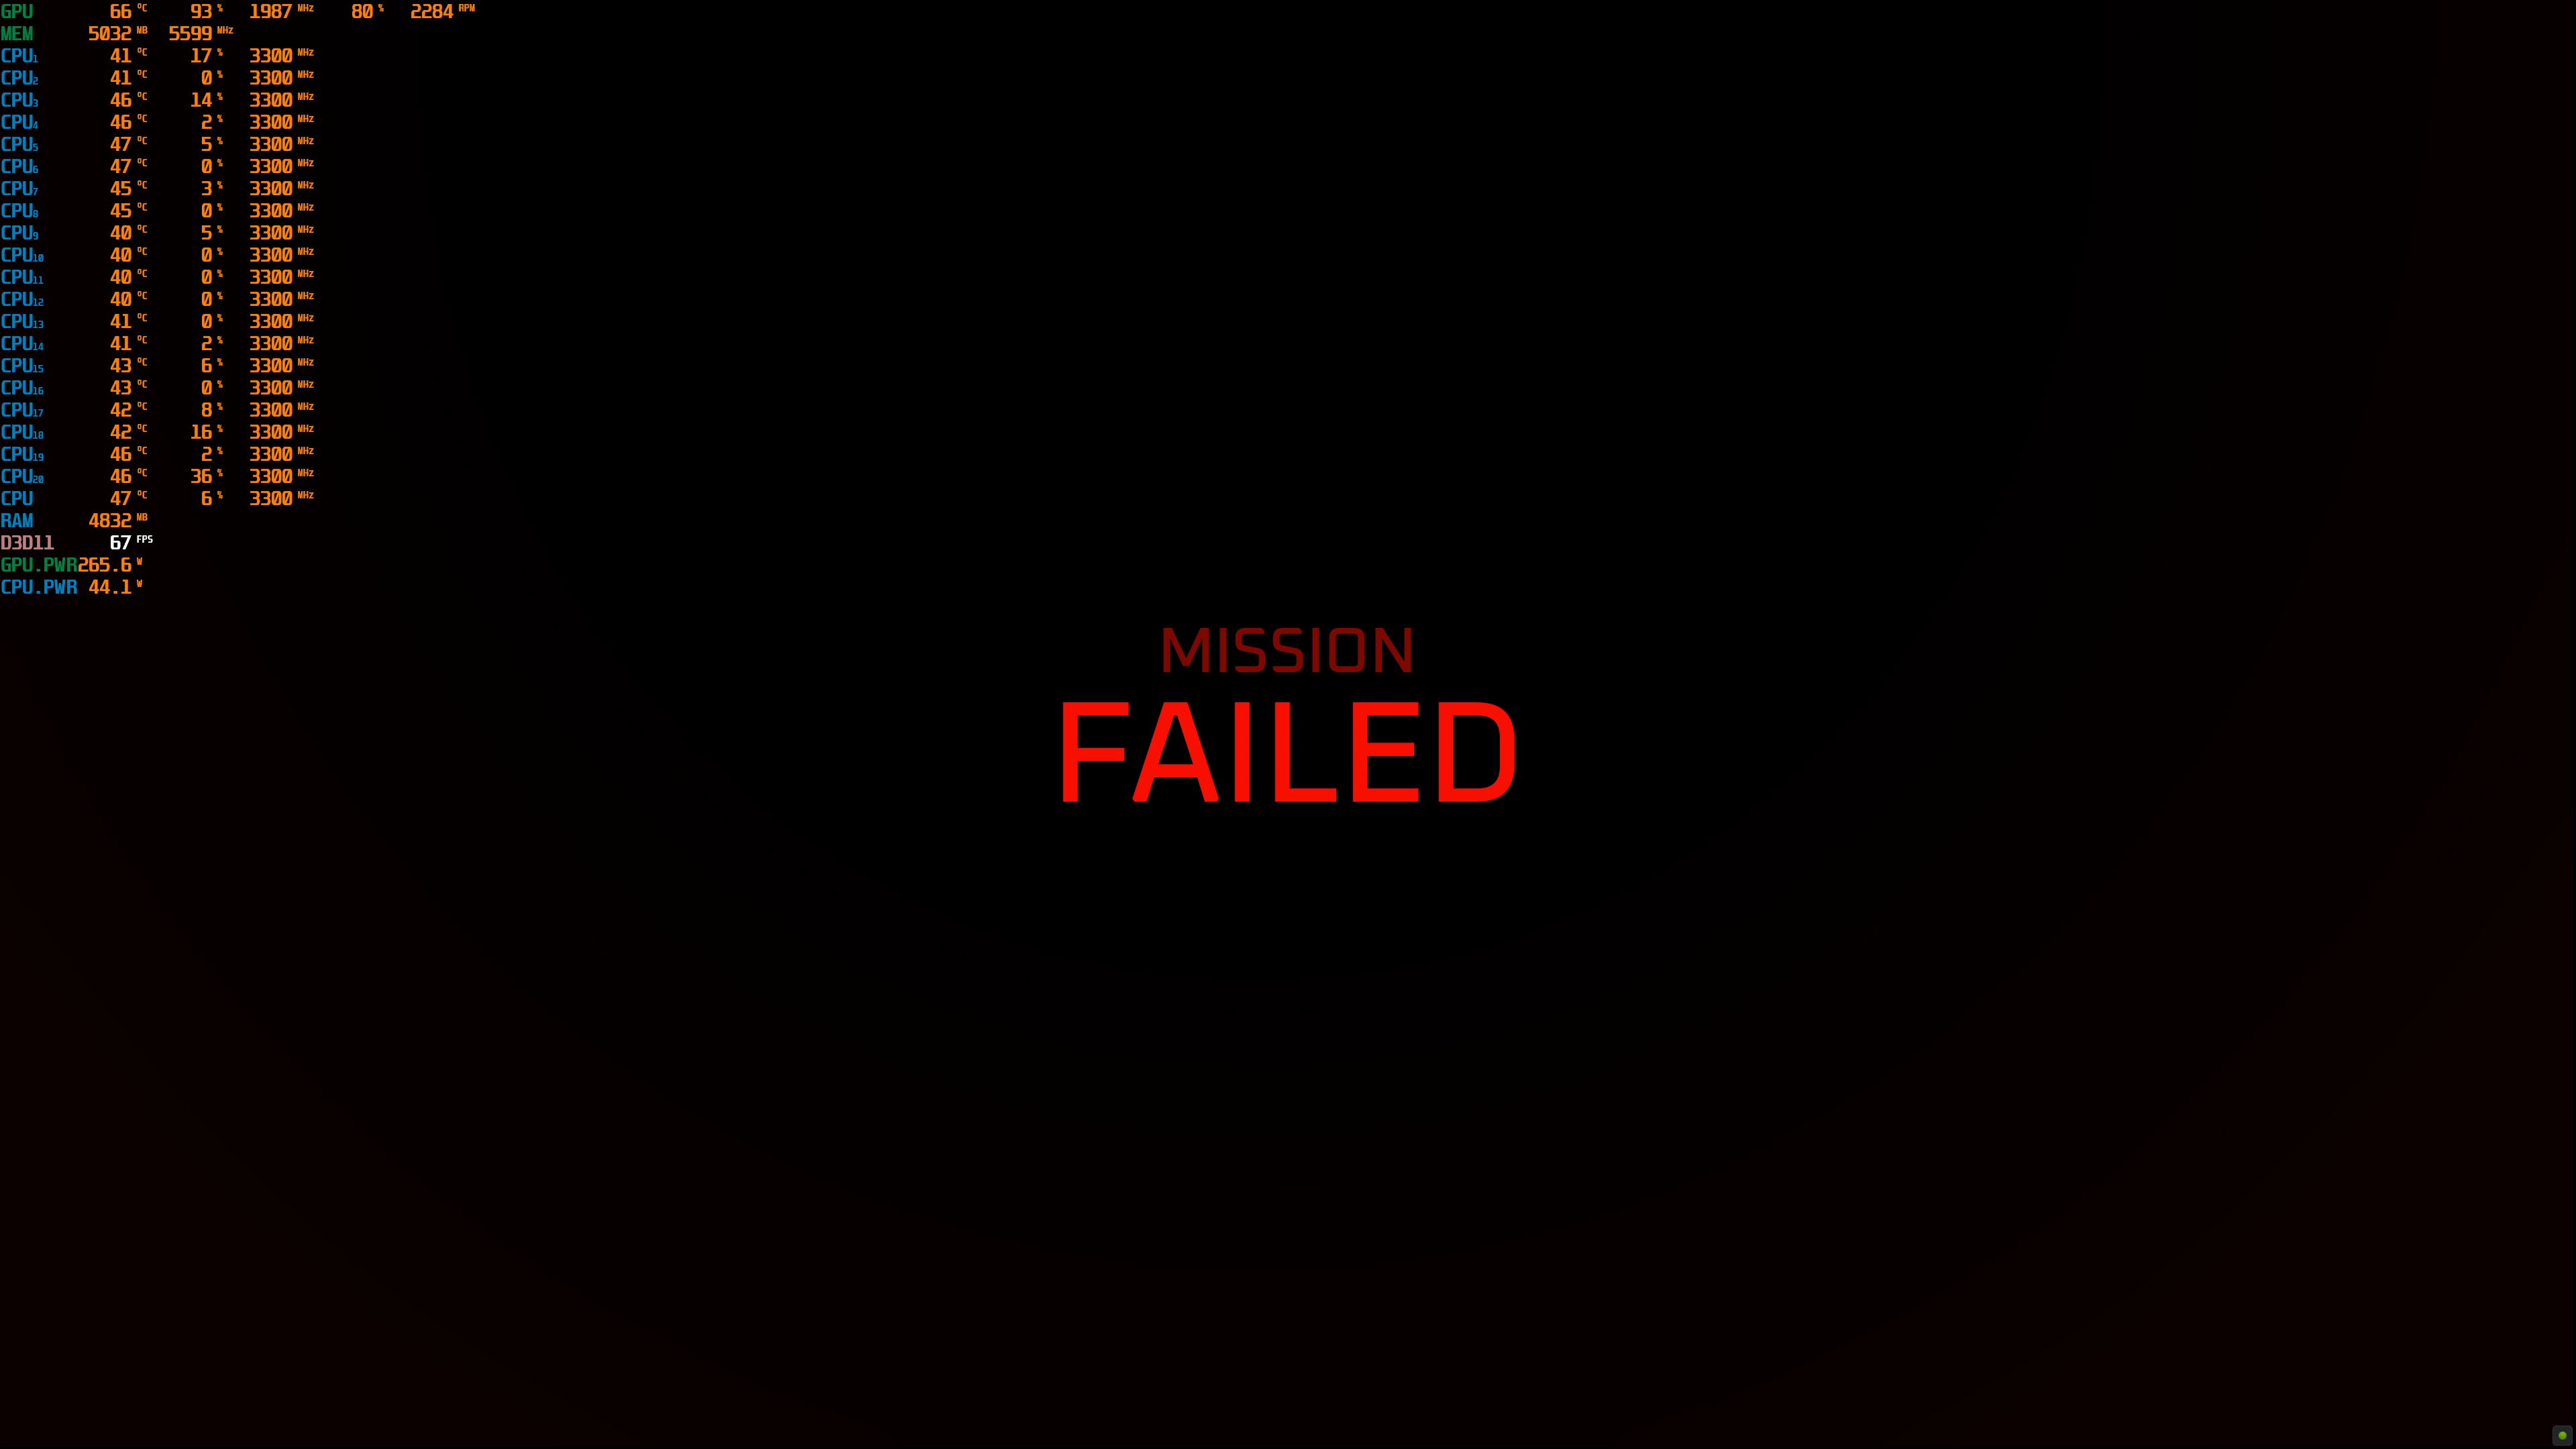 GPU 66 °C 93 % 1987 MHz 80 % 2284 RPM
MEM 5032 MB 5599 MHz
CPU1 41 °C 17 % 3300 MHz
CPU2 41 °C 0 % 3300 MHz
CPU3 46 °C 14 % 3300 MHz
CPU4 46 °C 2 % 3300 MHz
CPU5 47 °C 5 % 3300 MHz
CPU6 47 °C 0 % 3300 MHz
CPU7 45 °C 3 % 3300 MHz
CPU8 45 °C 0 % 3300 MHz
CPU9 40 °C 5 % 3300 MHz
CPU10 40 °C 0 % 3300 MHz
CPU11 40 °C 0 % 3300 MHz
CPU12 40 °C 0 % 3300 MHz
CPU13 41 °C 0 % 3300 MHz
CPU14 41 °C 2 % 3300 MHz
CPU15 43 °C 6 % 3300 MHz
CPU16 43 °C 0 % 3300 MHz
CPU17 42 °C 8 % 3300 MHz
CPU18 42 °C 16 % 3300 MHz
CPU19 46 °C 2 % 3300 MHz
CPU20 46 °C 36 % 3300 MHz
CPU 47 °C 6 % 3300 MHz
RAM 4832 MB
D3D11 67 FPS
GPU.PWR 265.6 W
CPU.PWR 44.1 W
MISSION
FAILED